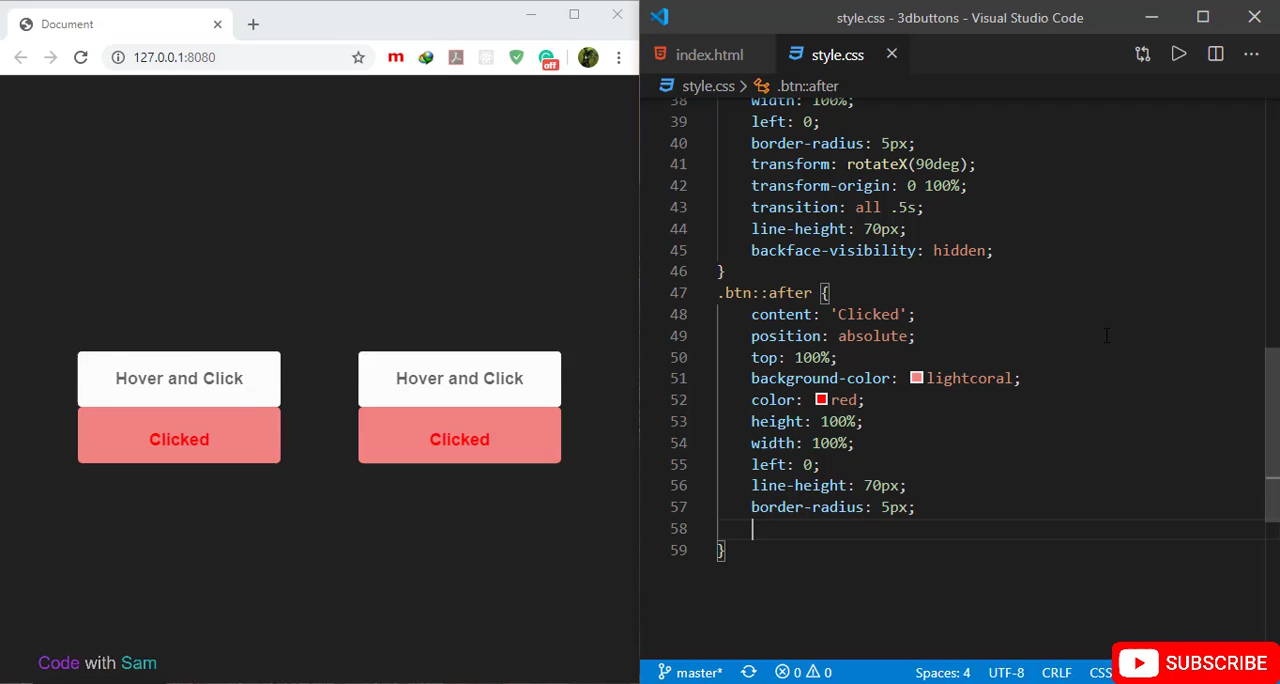 Document
127.0.0.1:8080
off
Hover and Click
Hover and Click
Clicked
Clicked
Code with Sam
style.css - 3dbuttons - Visual Studio Code
index.html
style.css
style.css > .btn::after
38 width: 100%;
39 left: 0;
40 border-radius: 5px;
41 transform: rotateX(90deg);
42 transform-origin: 0 100%;
43 transition: all .5s;
44 line-height: 70px;
45 backface-visibility: hidden;
46 }
47 .btn::after {
48 content: 'Clicked';
49 position: absolute;
50 top: 100%;
51 background-color: lightcoral;
52 color: red;
53 height: 100%;
54 width: 100%;
55 left: 0;
56 line-height: 70px;
57 border-radius: 5px;
58
59 }
master* 0 0 Spaces: 4 UTF-8 CRLF CSS
SUBSCRIBE